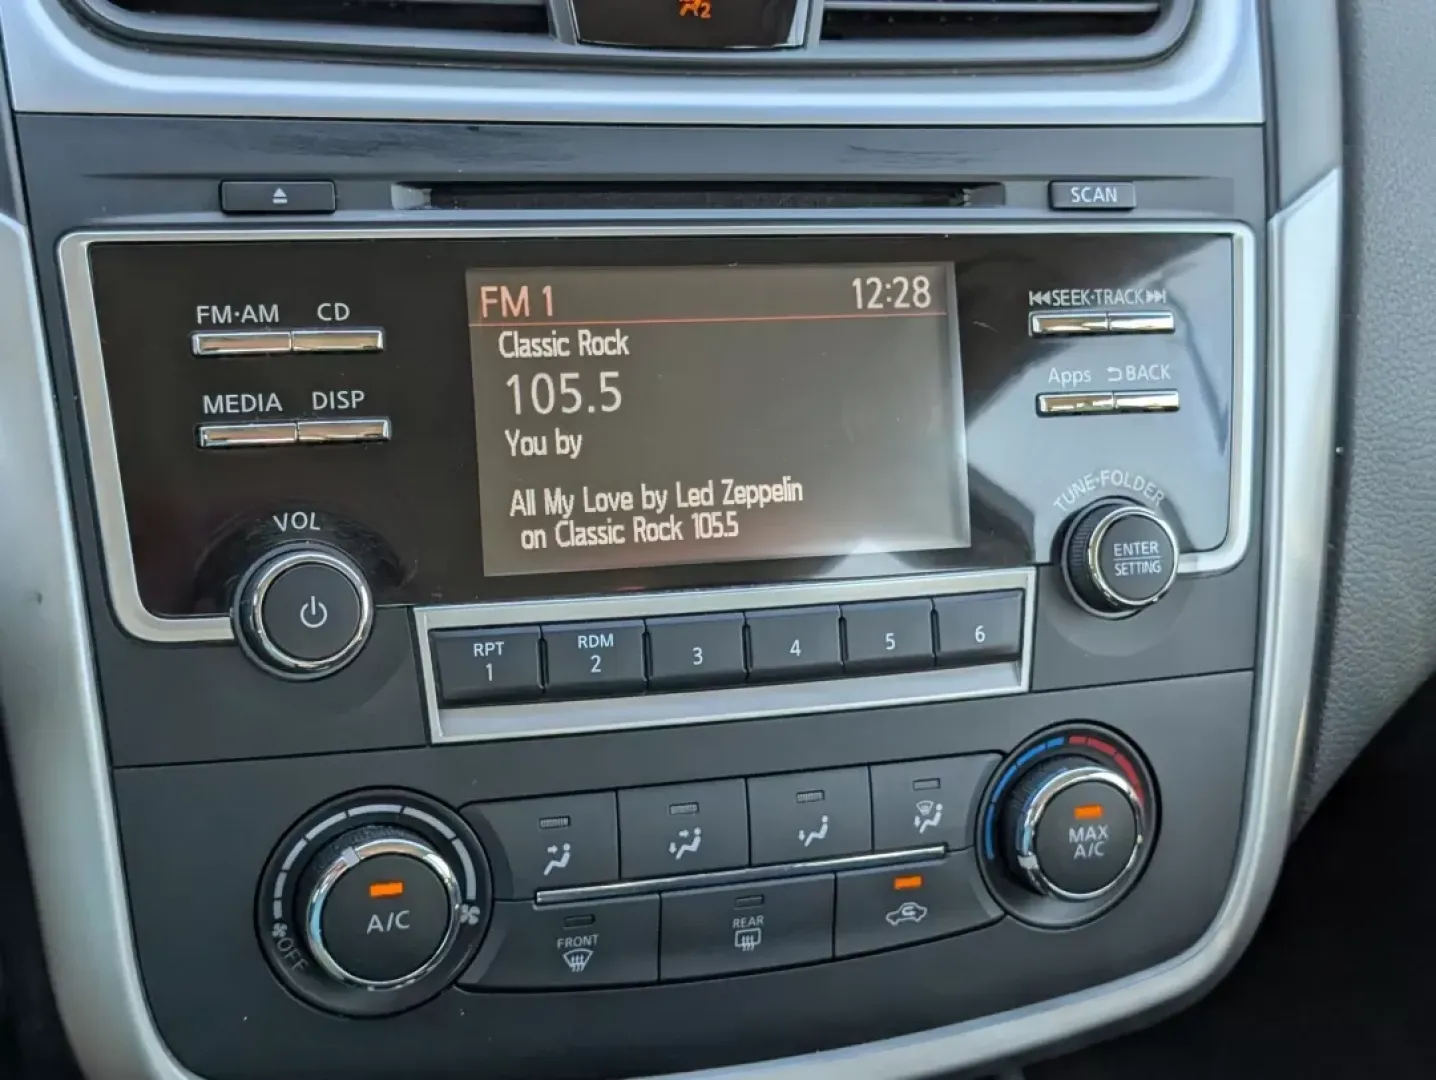 2
SCAN
FM·AM CD
MEDIA DISP
VOL
FM 1 12:28
Classic Rock
105.5
You by
All My Love by Led Zeppelin
on Classic Rock 105.5
SEEK·TRACK
Apps BACK
TUNE·FOLDER
ENTER
SETTING
RPT
1
RDM
2
3
4
5
6
OFF
A/C
MAX
A/C
FRONT
REAR